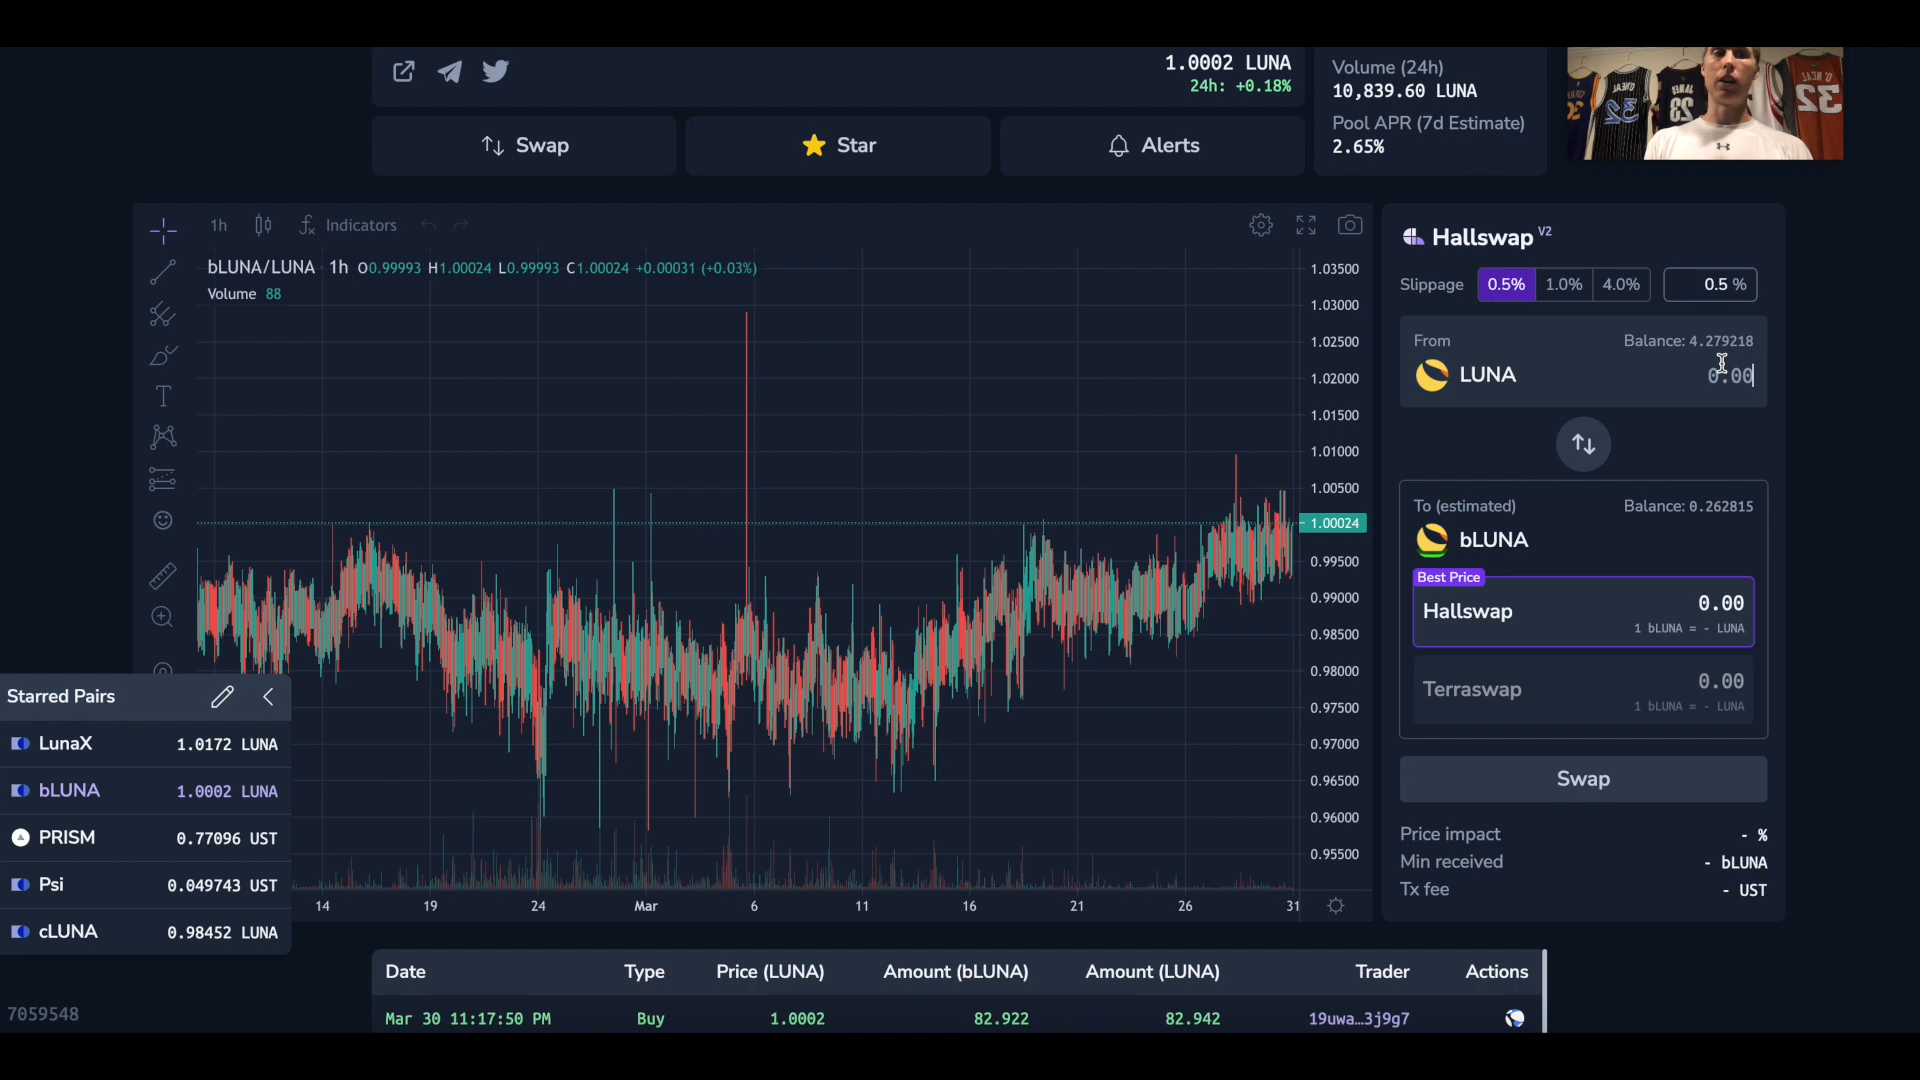 1.0002 LUNA
24h: +0.18%
Volume (24h)
10,839.60 LUNA
Pool APR (7d Estimate)
2.65%
Swap
Star
Alerts
1h
Indicators
bLUNA/LUNA 1h O0.99993 H1.00024 L0.99993 C1.00024 +0.00031 (+0.03%)
Volume 88
1.03500
1.03000
1.02500
1.02000
1.01500
1.01000
1.00500
1.00024
0.99500
0.99000
0.98500
0.98000
0.97500
0.97000
0.96500
0.96000
0.95500
14 19 24 Mar 6 11 16 21 26 31
Hallswap V2
Slippage 0.5% 1.0% 4.0% 0.5 %
From Balance: 4.279218
LUNA 0.00
To (estimated) Balance: 0.262815
bLUNA
Best Price
Hallswap 0.00
1 bLUNA = - LUNA
Terraswap 0.00
1 bLUNA = - LUNA
Swap
Price impact - %
Min received - bLUNA
Tx fee - UST
Starred Pairs
LunaX 1.0172 LUNA
bLUNA 1.0002 LUNA
PRISM 0.77096 UST
Psi 0.049743 UST
cLUNA 0.98452 LUNA
7059548
Date Type Price (LUNA) Amount (bLUNA) Amount (LUNA) Trader Actions
Mar 30 11:17:50 PM Buy 1.0002 82.922 82.942 19uwa…3j9g7